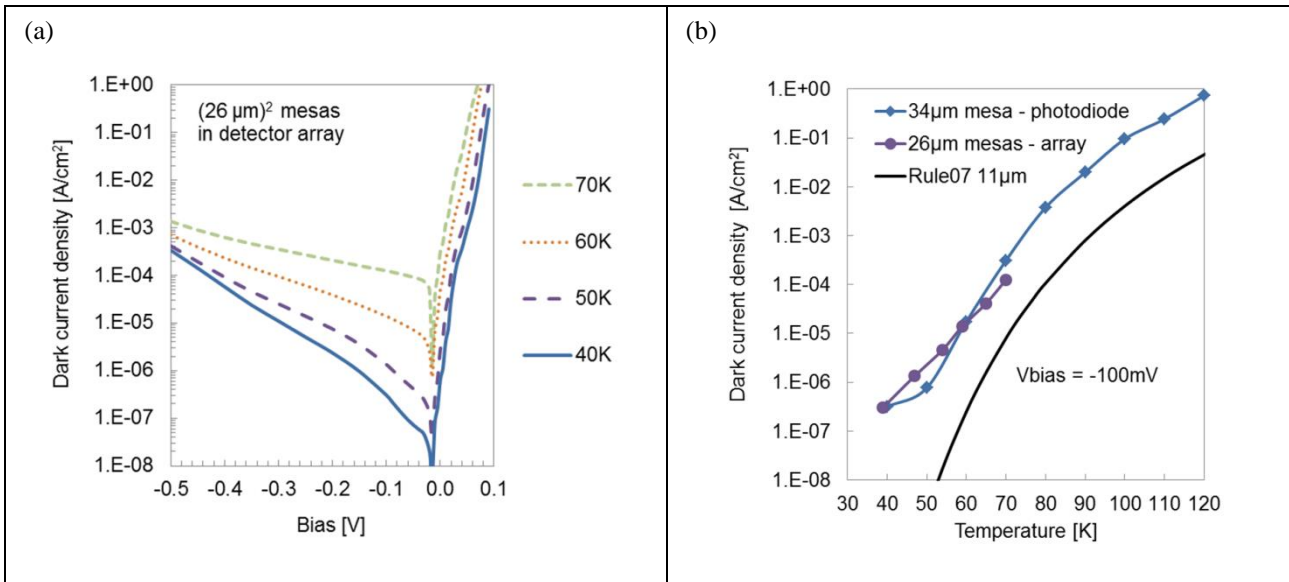 (a)
1.E+00
1.E-01
1.E-02
1.E-03
1.E-04
1.E-05
1.E-06
1.E-07
1.E-08
Dark current density [A/cm²]
(26 µm)² mesas
in detector array
-0.5
-0.3
-0.2
-0.1
0.0
0.1
Bias [V]
70K
60K
50K
40K
(b)
1.E+00
1.E-01
1.E-02
1.E-03
1.E-04
1.E-05
1.E-06
1.E-07
1.E-08
Dark current density [A/cm²]
34µm mesa - photodiode
26µm mesas - array
Rule07 11µm
Vbias = -100mV
30 40 50 60 70 80 90 100 110 120
Temperature [K]